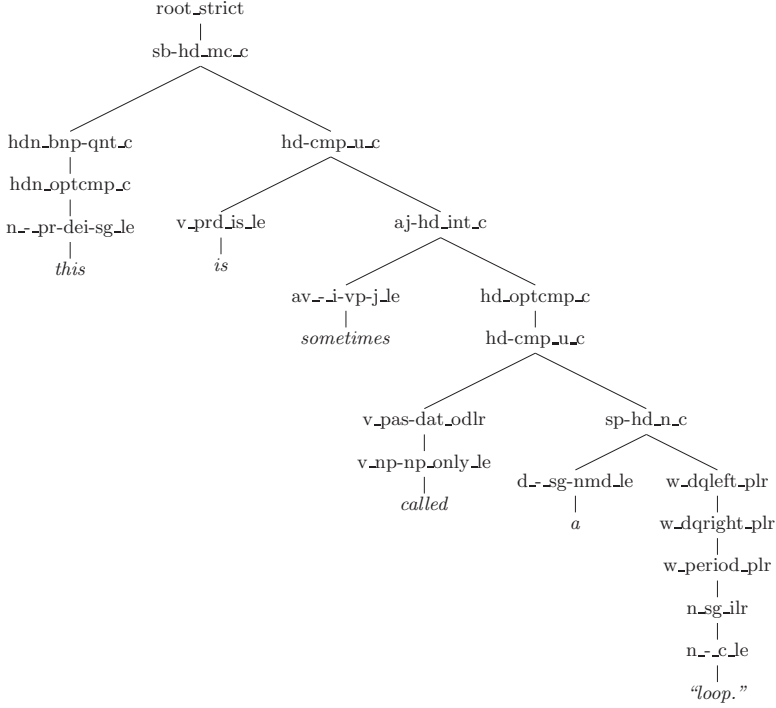 root_strict
sb-hd_mc_c
hdn_bnp-qnt_c hd-cmp_u_c
hdn_optcmp_c
n_-_pr-dei-sg_le v_prd_is_le aj-hd_int_c
this is
av_-_i-vp-j_le hd_optcmp_c
sometimes hd-cmp_u_c
v_pas-dat_odlr sp-hd_n_c
v_np-np_only_le d_-_sg-nmd_le w_dqleft_plr
called a w_dqright_plr
w_period_plr
n_sg_ilr
n_-_c_le
“loop.”